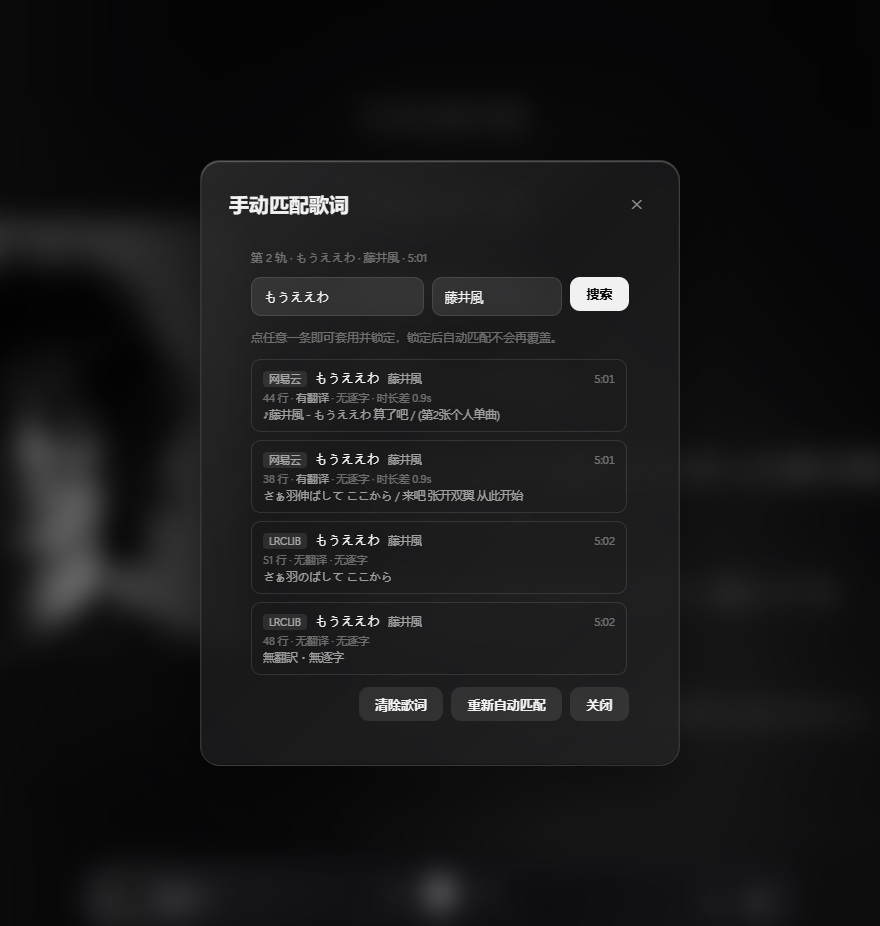 手动匹配歌词
×
第 2 轨 · もうええわ · 藤井風 · 5:01
もうええわ 藤井風 搜索
点任意一条即可套用并锁定，锁定后自动匹配不会再覆盖。
网易云 もうええわ 藤井風 5:01
44 行 · 有翻译 · 无逐字 · 时长差 0.9s
♪藤井風 - もうええわ 算了吧 / (第2张个人单曲)
网易云 もうええわ 藤井風 5:01
38 行 · 有翻译 · 无逐字 · 时长差 0.9s
さぁ羽伸ばして ここから / 来吧 张开双翼 从此开始
LRCLIB もうええわ 藤井風 5:02
51 行 · 无翻译 · 无逐字
さぁ羽のばして ここから
LRCLIB もうええわ 藤井風 5:02
48 行 · 无翻译 · 无逐字
無翻訳・無逐字
清除歌词 重新自动匹配 关闭